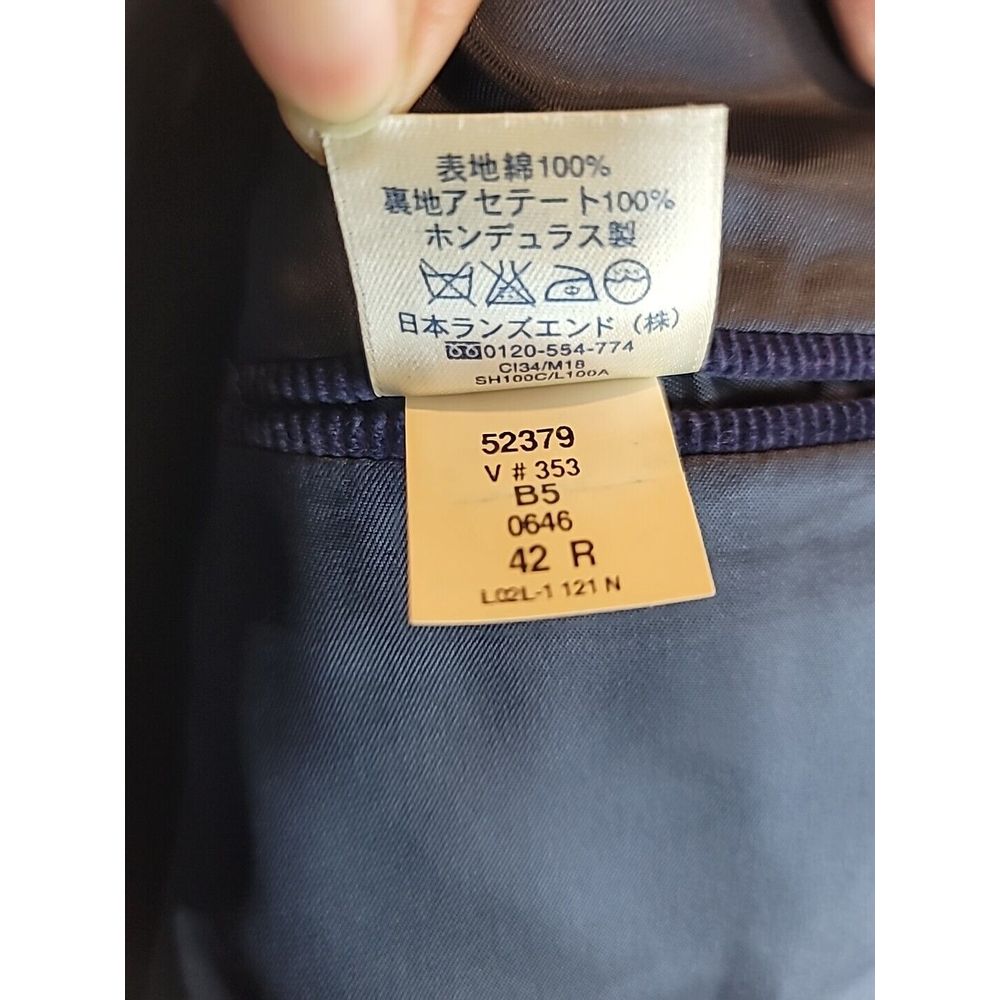 表地綿100%
裏地アセテート100%
ホンデュラス製
日本ランズエンド（株）
0120-554-774
CI34/M18
SH100C/L100A
52379
V # 353
B5
0646
42 R
L02L-1 121 N